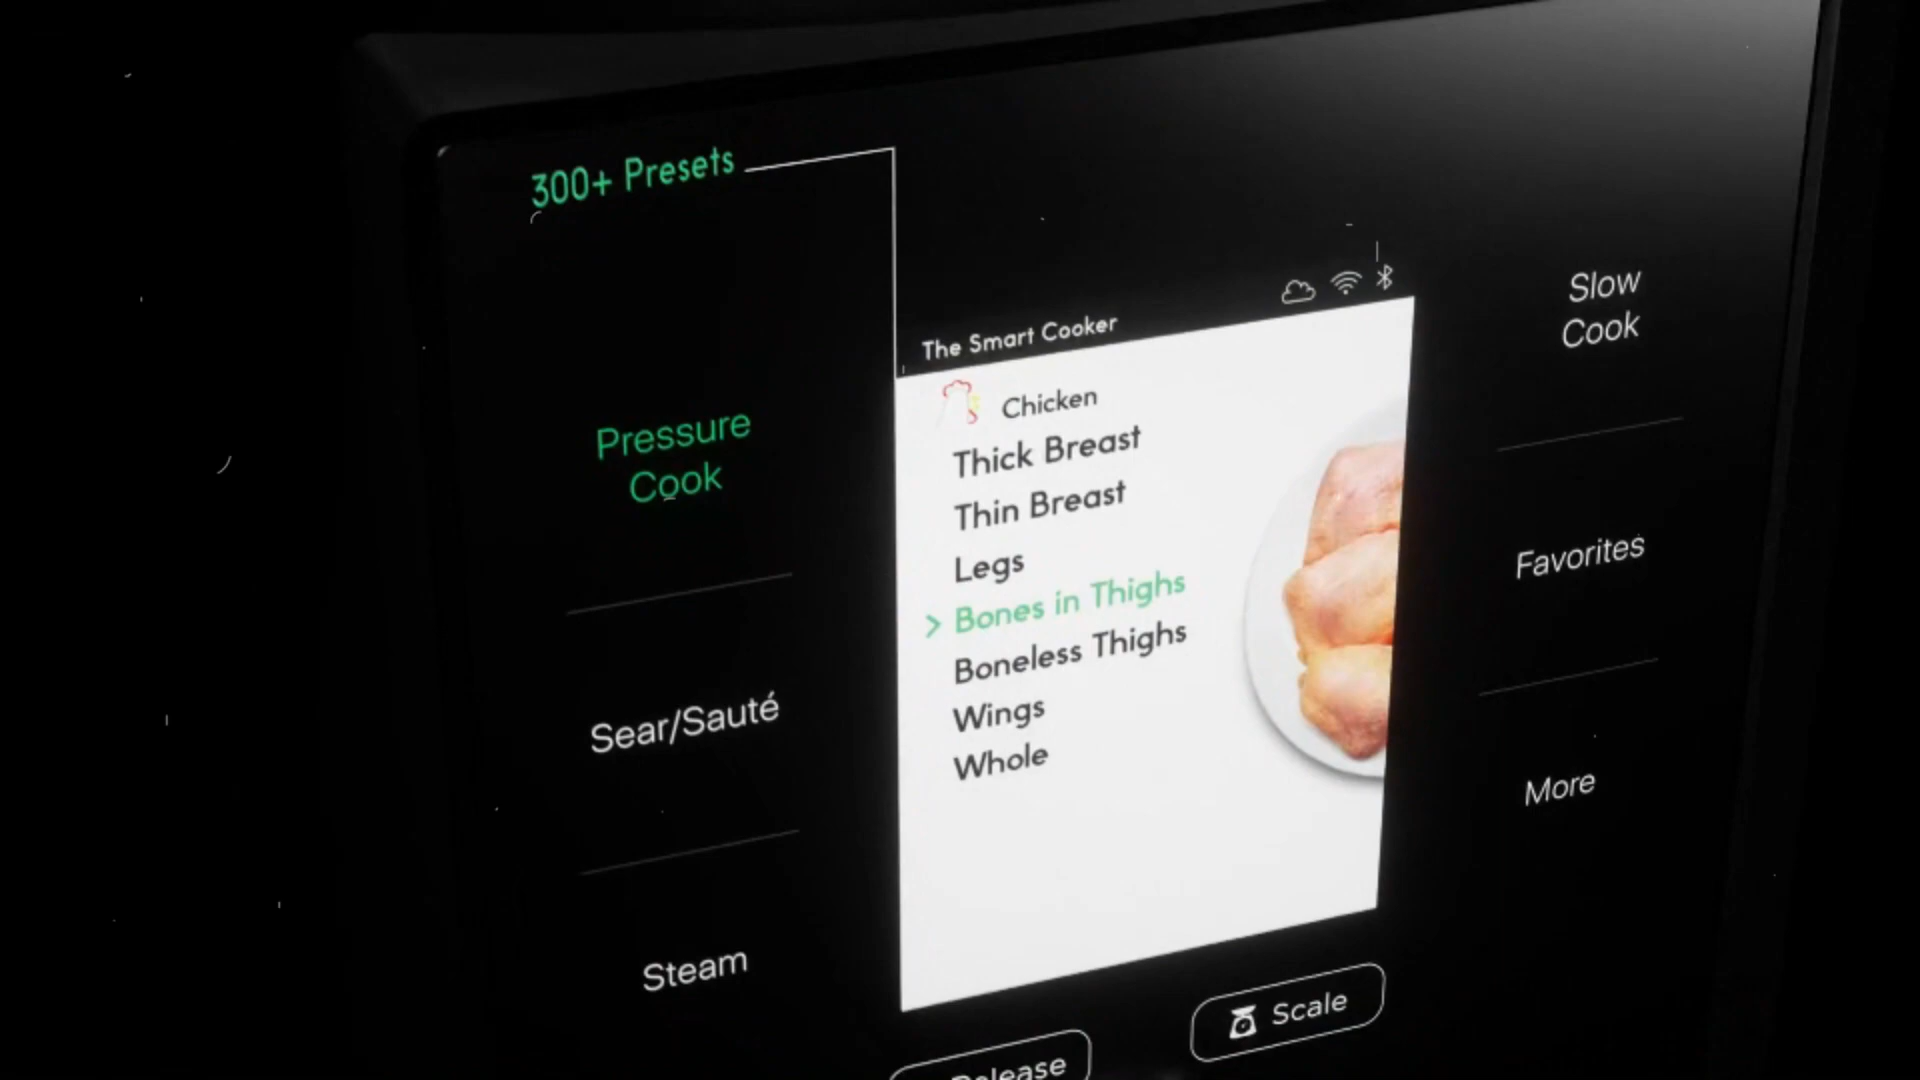 300+ Presets
The Smart Cooker
Pressure
Cook
Sear/Sauté
Steam
Chicken
Thick Breast
Thin Breast
Legs
> Bones in Thighs
Boneless Thighs
Wings
Whole
Release
Scale
Slow
Cook
Favorites
More